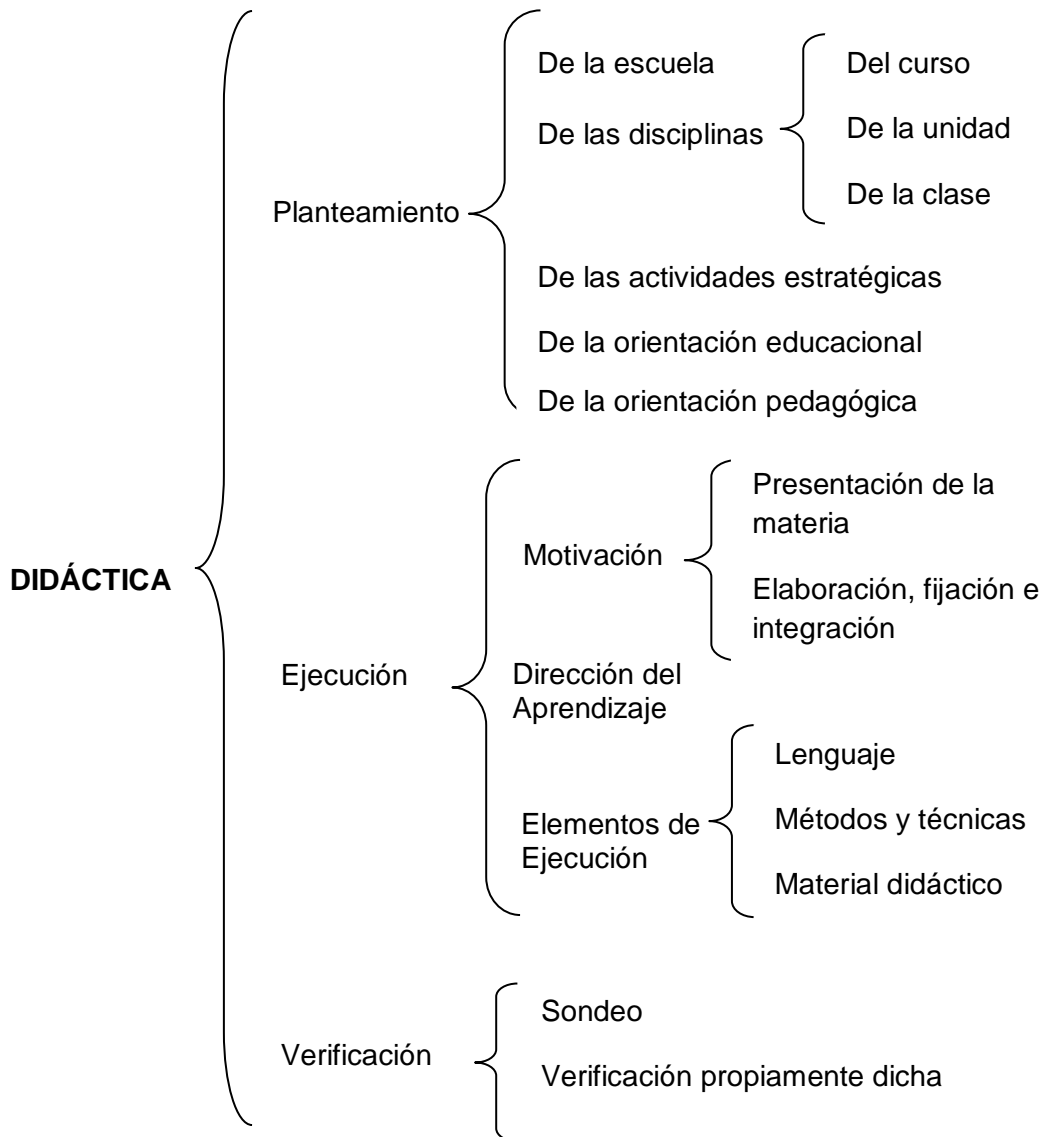 De la escuela
De las disciplinas
Del curso
De la unidad
De la clase
Planteamiento
De las actividades estratégicas
De la orientación educacional
De la orientación pedagógica
DIDÁCTICA
Ejecución
Motivación
Presentación de la
materia
Elaboración, fijación e
integración
Dirección del
Aprendizaje
Elementos de
Ejecución
Lenguaje
Métodos y técnicas
Material didáctico
Verificación
Sondeo
Verificación propiamente dicha